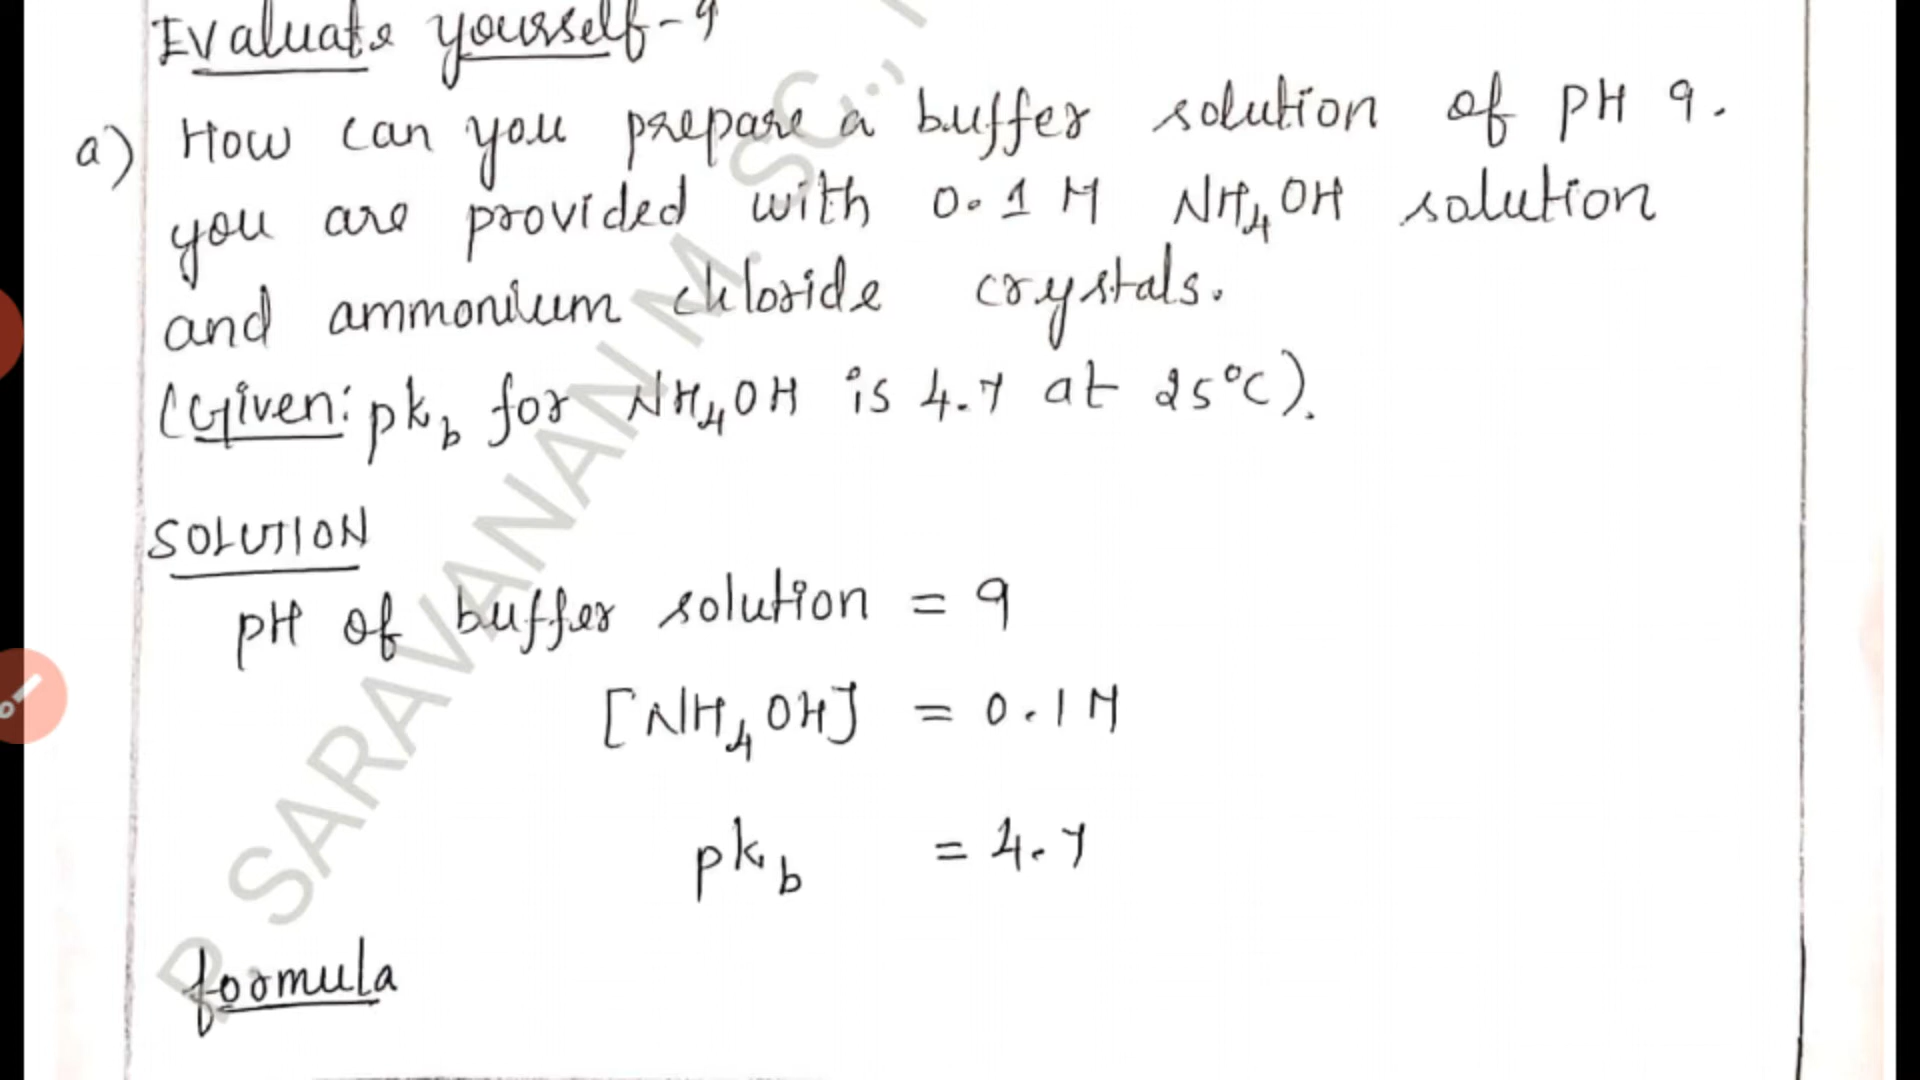 Evaluate yourself - 9
a) How can you prepare a buffer solution of pH 9.
you are provided with 0.1 M NH₄OH solution
and ammonium chloride crystals.
(Given: pkb for NH₄OH is 4.7 at 25°C).
SOLUTION
pH of buffer solution = 9
[NH₄OH] = 0.1 M
pkb = 4.7
formula
R. SARAVANAN M. SC.,